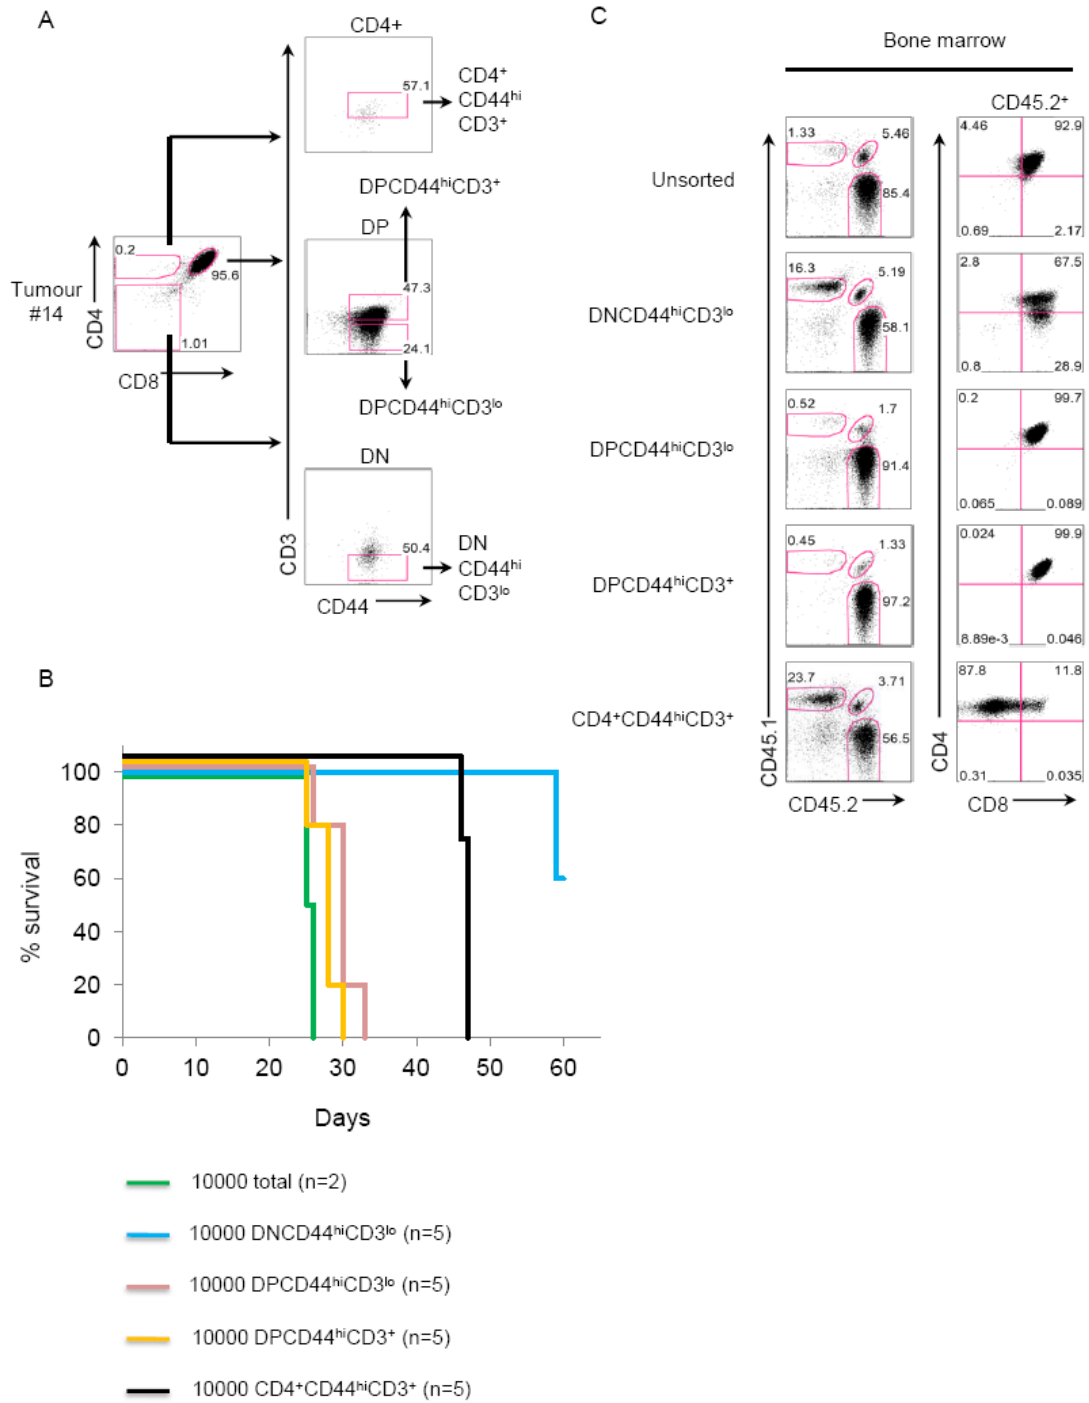 A
CD4+
57.1
CD4⁺
CD44ʰⁱ
CD3⁺
DPCD44ʰⁱCD3⁺
DP
47.3
24.1
DPCD44ʰⁱCD3ˡᵒ
0.2
95.6
1.01
Tumour
#14
CD4
CD8
DN
50.4
DN
CD44ʰⁱ
CD3ˡᵒ
CD3
CD44
B
100
80
60
40
20
0
% survival
0 10 20 30 40 50 60
Days
10000 total (n=2)
10000 DNCD44ʰⁱCD3ˡᵒ (n=5)
10000 DPCD44ʰⁱCD3ˡᵒ (n=5)
10000 DPCD44ʰⁱCD3⁺ (n=5)
10000 CD4⁺CD44ʰⁱCD3⁺ (n=5)
C
Bone marrow
CD45.2⁺
Unsorted
1.33 5.46
85.4
4.46 92.9
0.69 2.17
DNCD44ʰⁱCD3ˡᵒ
16.3 5.19
58.1
2.8 67.5
0.8 28.9
DPCD44ʰⁱCD3ˡᵒ
0.52 1.7
91.4
0.2 99.7
0.065 0.089
DPCD44ʰⁱCD3⁺
0.45 1.33
97.2
0.024 99.9
8.89e-3 0.046
CD4⁺CD44ʰⁱCD3⁺
23.7 3.71
56.5
87.8 11.8
0.31 0.035
CD45.1
CD45.2
CD4
CD8